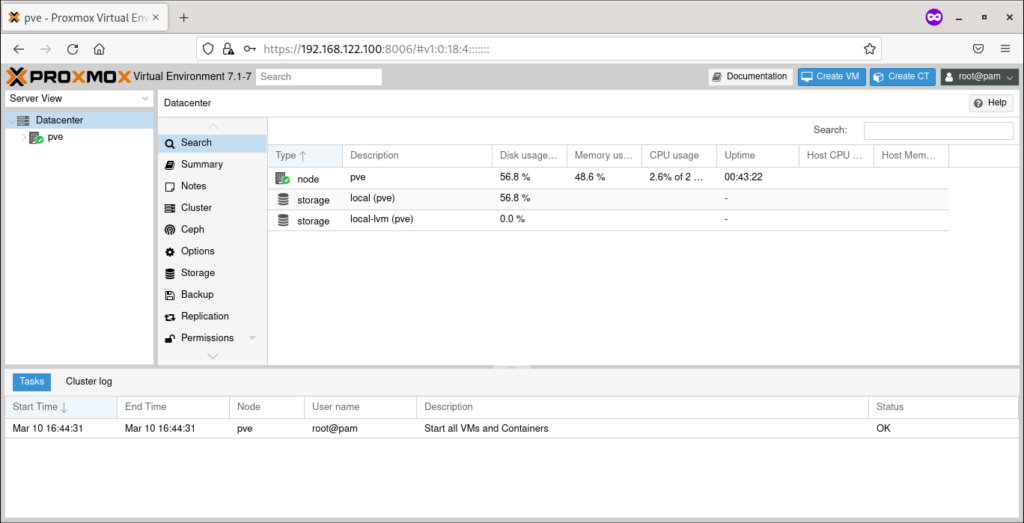 pve - Proxmox Virtual Env
https://192.168.122.100:8006/#v1:0:18:4:::::::
PROXMOX Virtual Environment 7.1-7 Search Documentation Create VM Create CT root@pam
Server View
Datacenter
pve
Datacenter Help
Search
Summary
Notes
Cluster
Ceph
Options
Storage
Backup
Replication
Permissions
Search:
Type Description Disk usage... Memory us... CPU usage Uptime Host CPU ... Host Mem...
node pve 56.8 % 48.6 % 2.6% of 2 ... 00:43:22
storage local (pve) 56.8 % -
storage local-lvm (pve) 0.0 % -
Tasks Cluster log
Start Time End Time Node User name Description Status
Mar 10 16:44:31 Mar 10 16:44:31 pve root@pam Start all VMs and Containers OK